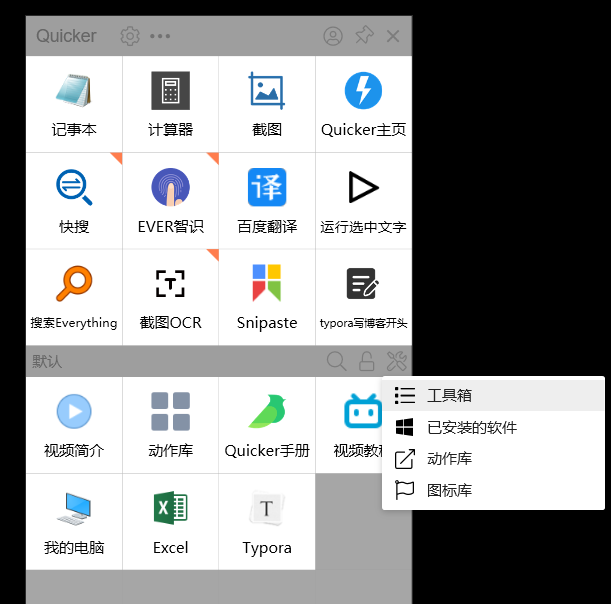 Quicker
记事本
计算器
截图
Quicker主页
快搜
EVER智识
译
百度翻译
运行选中文字
搜索Everything
T
截图OCR
Snipaste
typora写博客开头
默认
视频简介
动作库
Quicker手册
视频教程
工具箱
已安装的软件
动作库
图标库
我的电脑
X
Excel
T
Typora